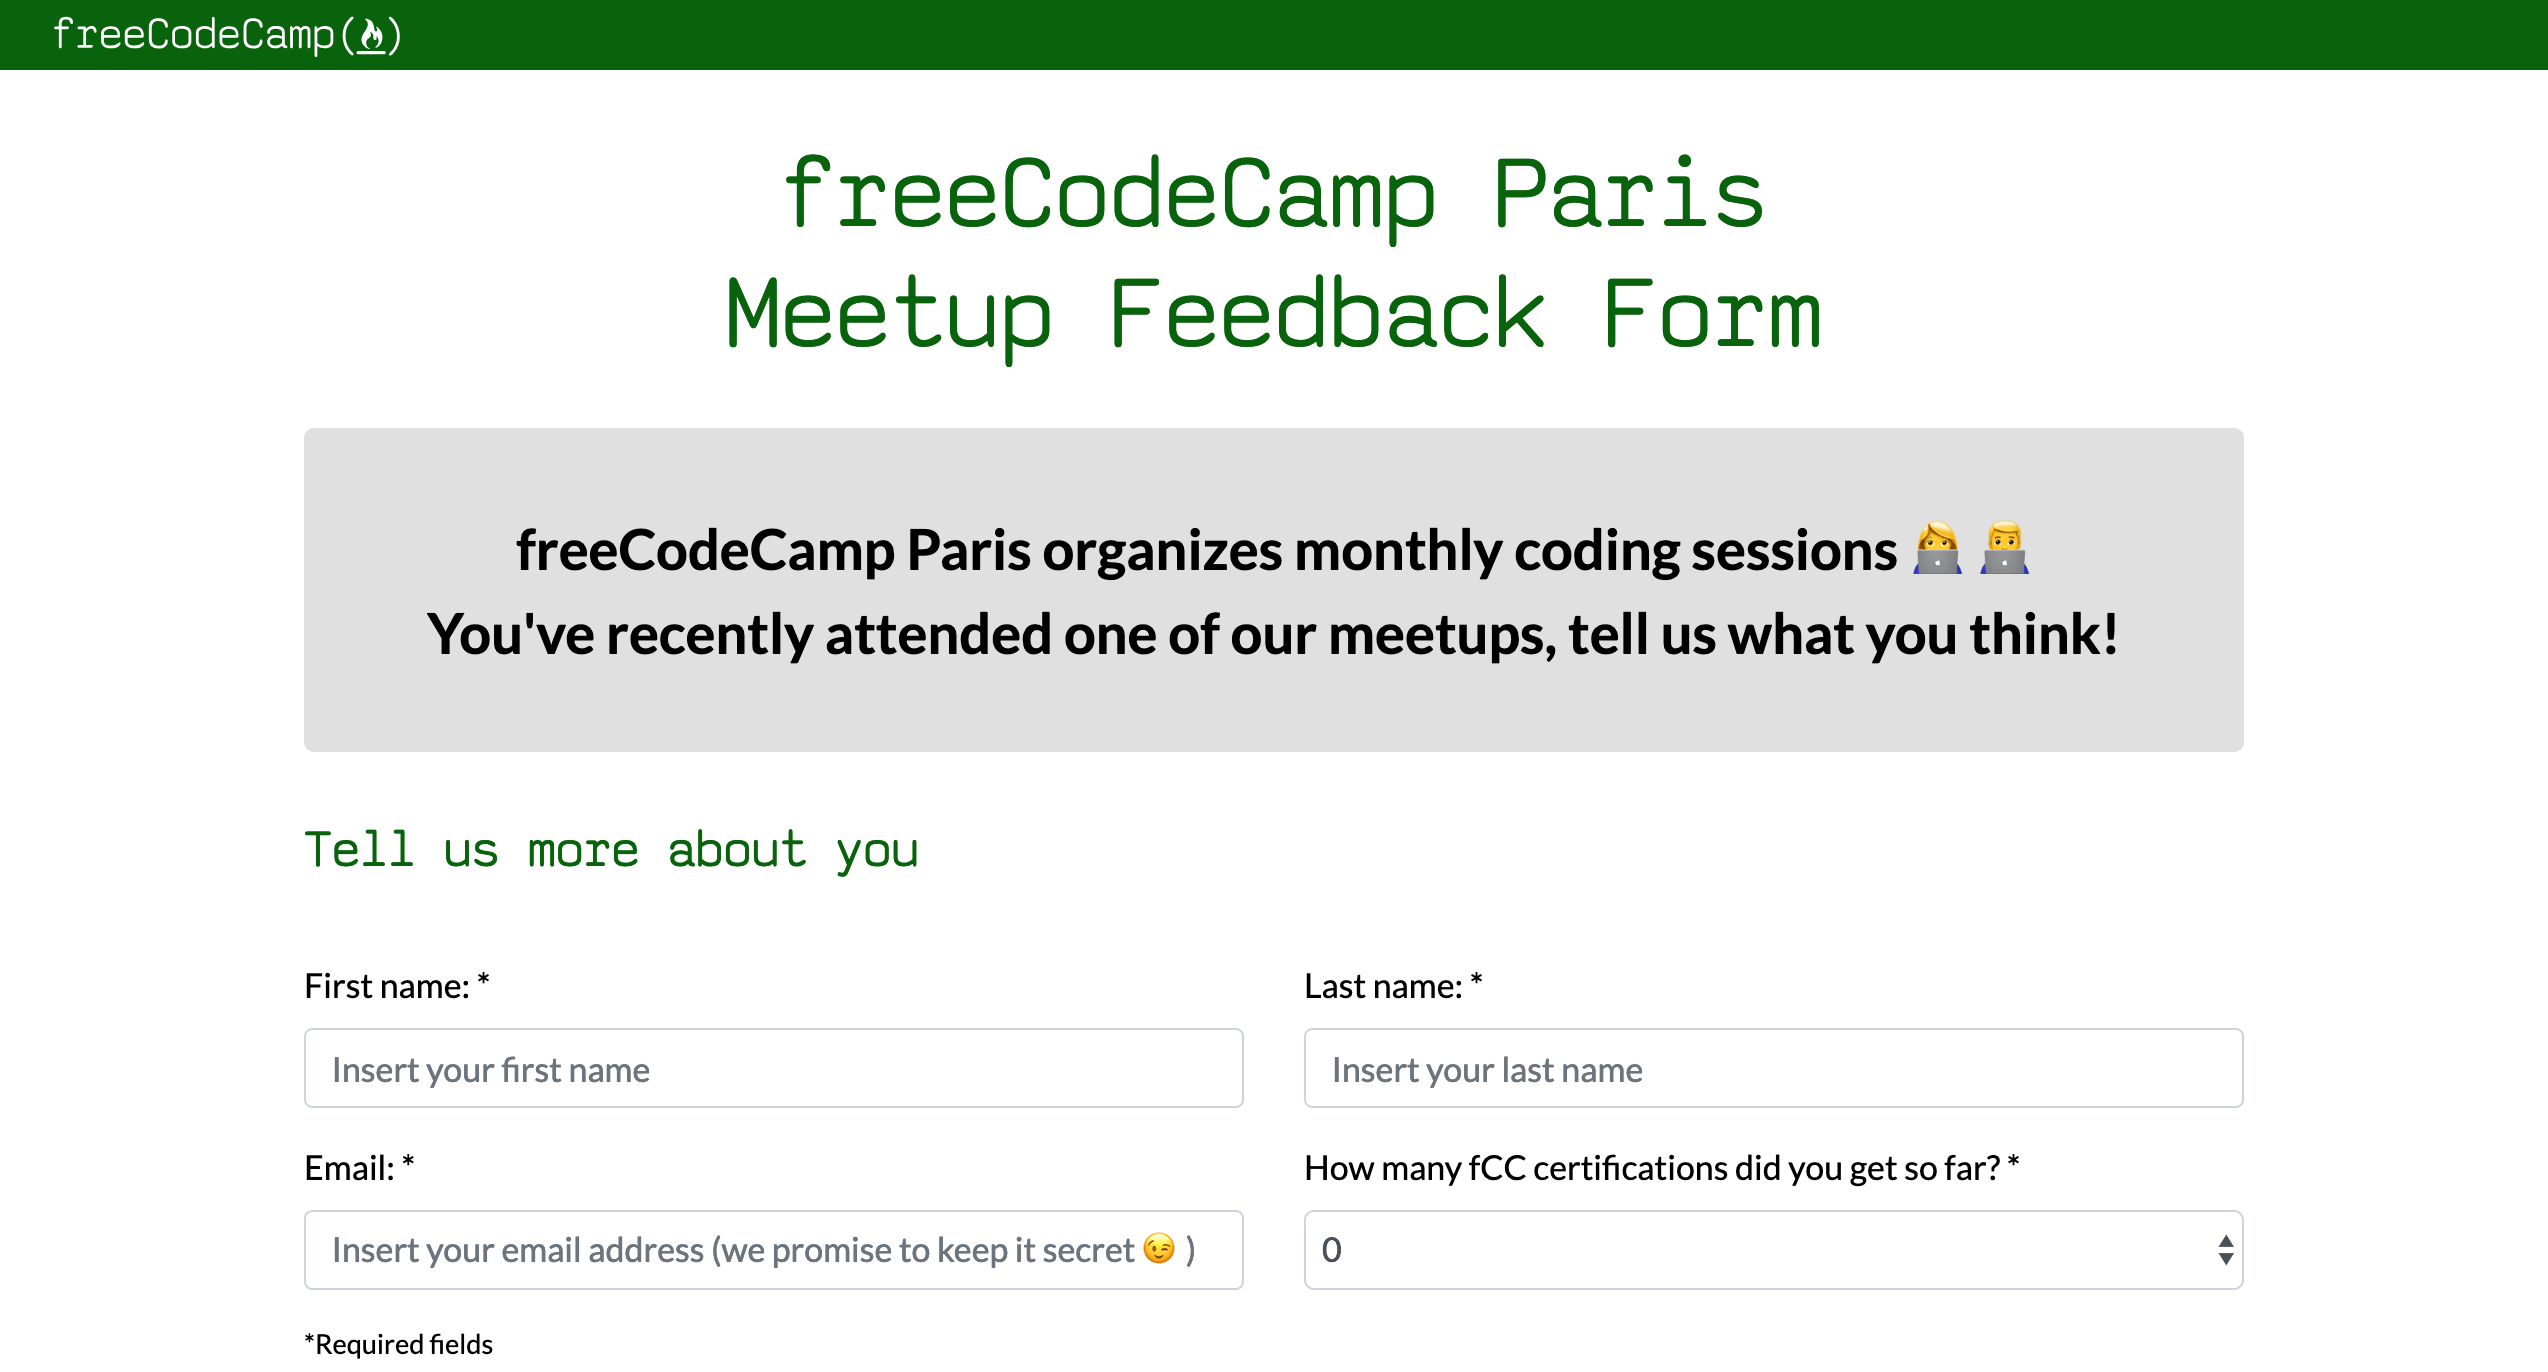 freeCodeCamp(🔥)
freeCodeCamp Paris
Meetup Feedback Form
freeCodeCamp Paris organizes monthly coding sessions 👩‍💻 👨‍💻
You've recently attended one of our meetups, tell us what you think!
Tell us more about you
First name: *
Last name: *
Insert your first name
Insert your last name
Email: *
How many fCC certifications did you get so far? *
Insert your email address (we promise to keep it secret 😉 )
0
*Required fields